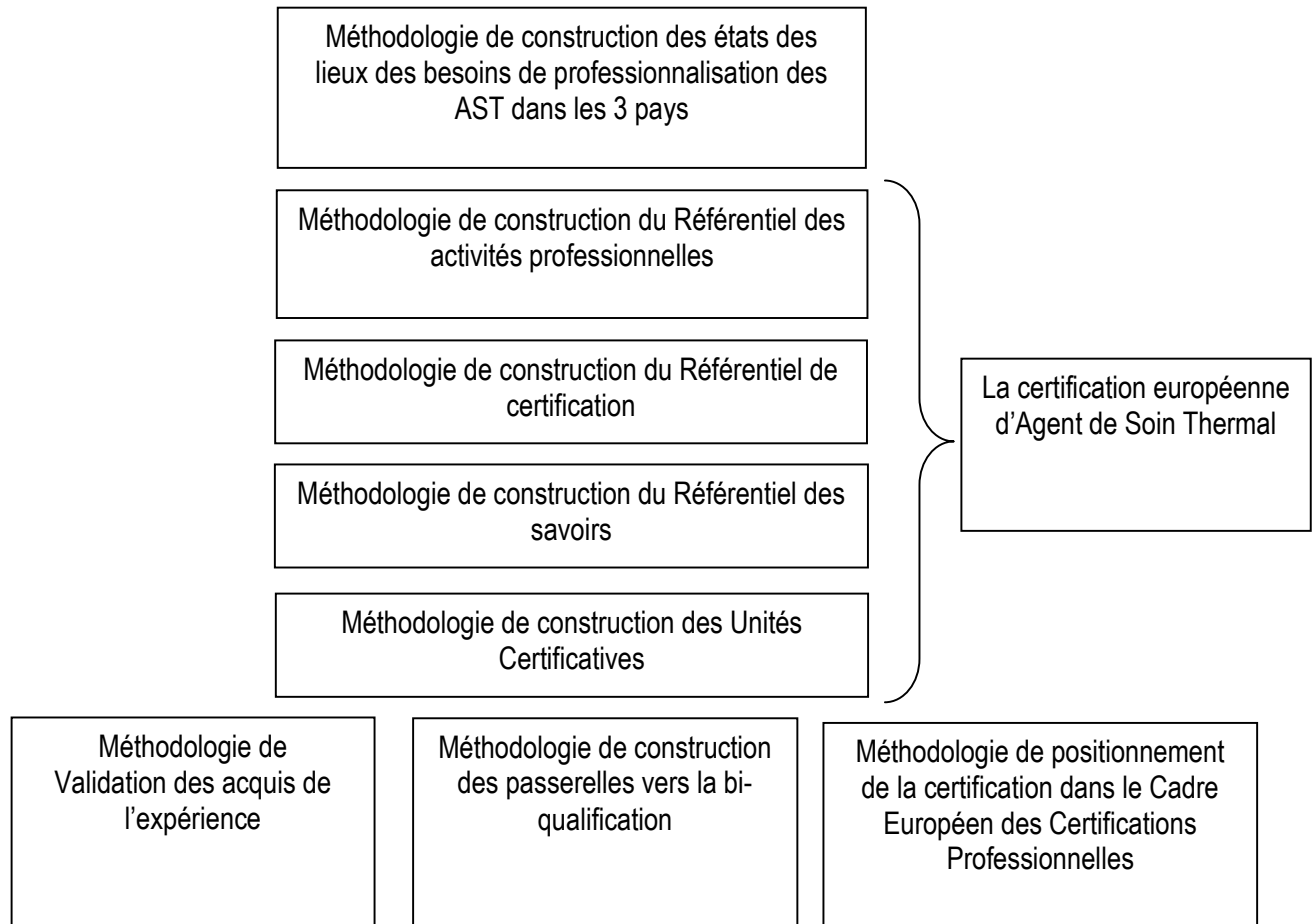 Méthodologie de construction des états des
lieux des besoins de professionnalisation des
AST dans les 3 pays
Méthodologie de construction du Référentiel des
activités professionnelles
Méthodologie de construction du Référentiel de
certification
Méthodologie de construction du Référentiel des
savoirs
Méthodologie de construction des Unités
Certificatives
La certification européenne
d’Agent de Soin Thermal
Méthodologie de
Validation des acquis de
l’expérience
Méthodologie de construction
des passerelles vers la bi-
qualification
Méthodologie de positionnement
de la certification dans le Cadre
Européen des Certifications
Professionnelles